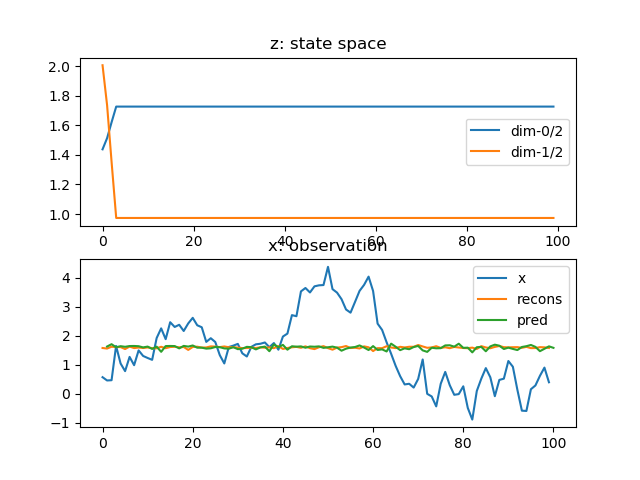 z: state space
2.0
1.8
1.6
1.4
1.2
1.0
dim-0/2
dim-1/2
0 20 40 60 80 100
x: observation
4
3
2
1
0
−1
x
recons
pred
0 20 40 60 80 100